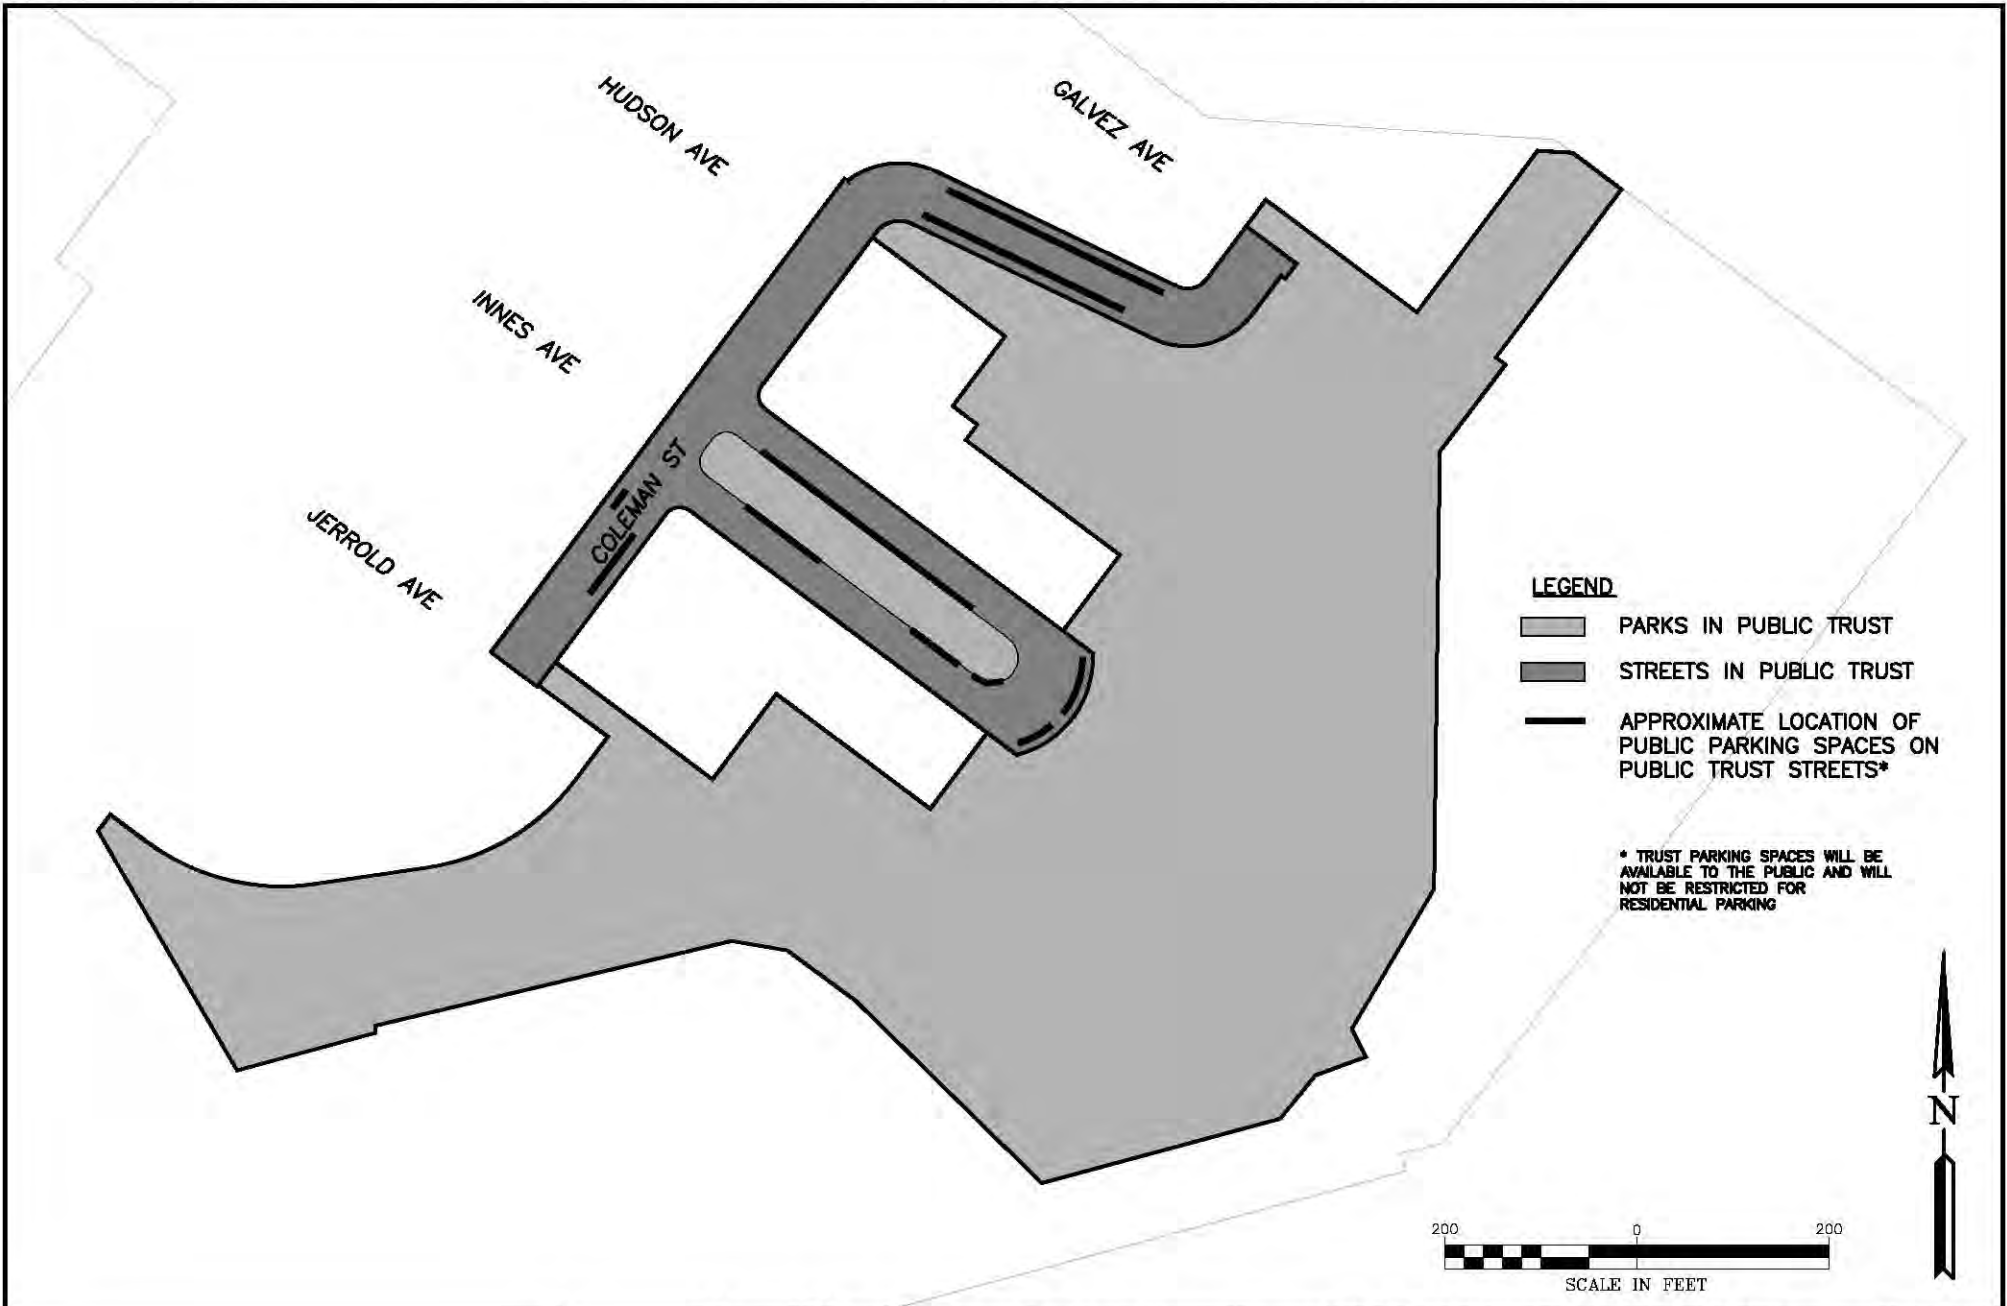 HUDSON AVE
GALVEZ AVE
INNES AVE
COLEMAN ST
JERROLD AVE
LEGEND
PARKS IN PUBLIC TRUST
STREETS IN PUBLIC TRUST
APPROXIMATE LOCATION OF
PUBLIC PARKING SPACES ON
PUBLIC TRUST STREETS*
* TRUST PARKING SPACES WILL BE
AVAILABLE TO THE PUBLIC AND WILL
NOT BE RESTRICTED FOR
RESIDENTIAL PARKING
N
200 0 200
SCALE IN FEET